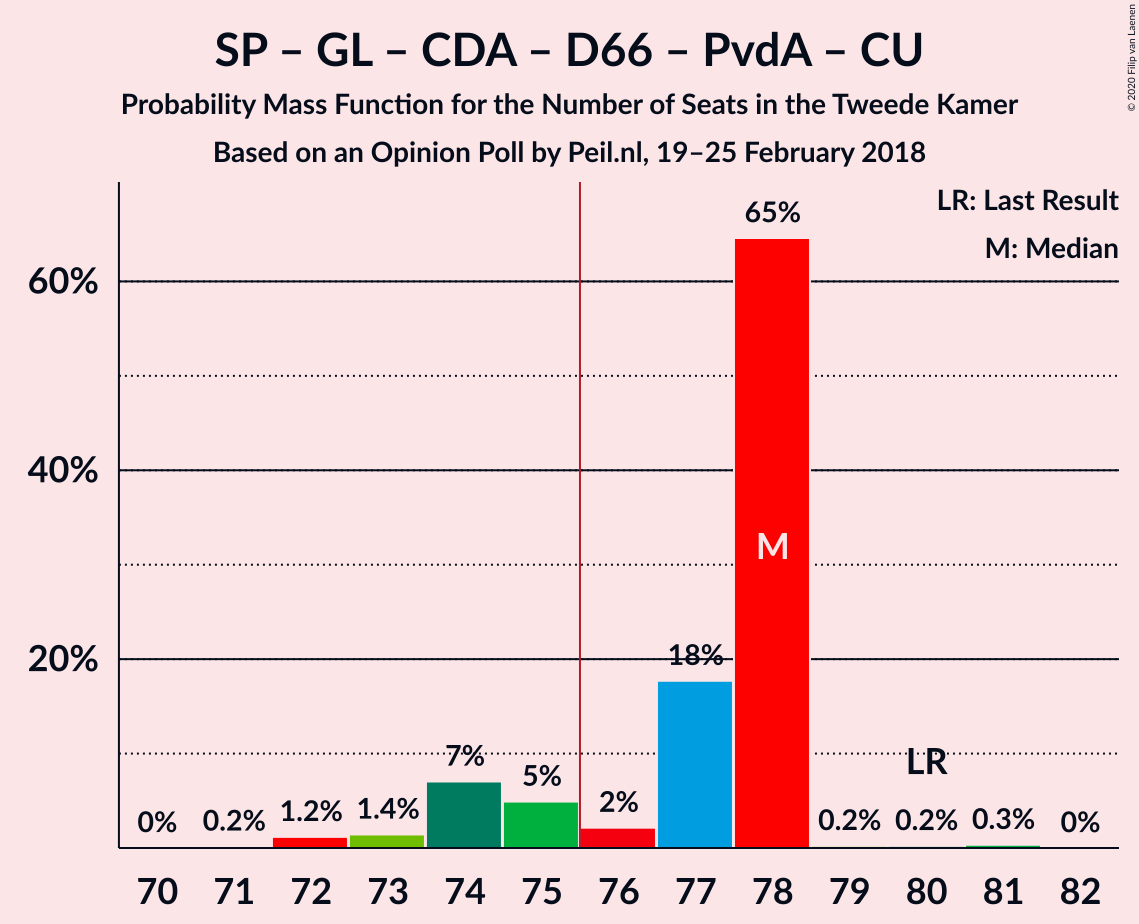 SP – GL – CDA – D66 – PvdA – CU
Probability Mass Function for the Number of Seats in the Tweede Kamer
Based on an Opinion Poll by Peil.nl, 19–25 February 2018
© 2020 Filip van Laenen
LR: Last Result
M: Median
60%
40%
20%
0%
0.2%
1.2%
1.4%
7%
5%
2%
18%
65%
M
0.2%
LR
0.2%
0.3%
0%
70 71 72 73 74 75 76 77 78 79 80 81 82